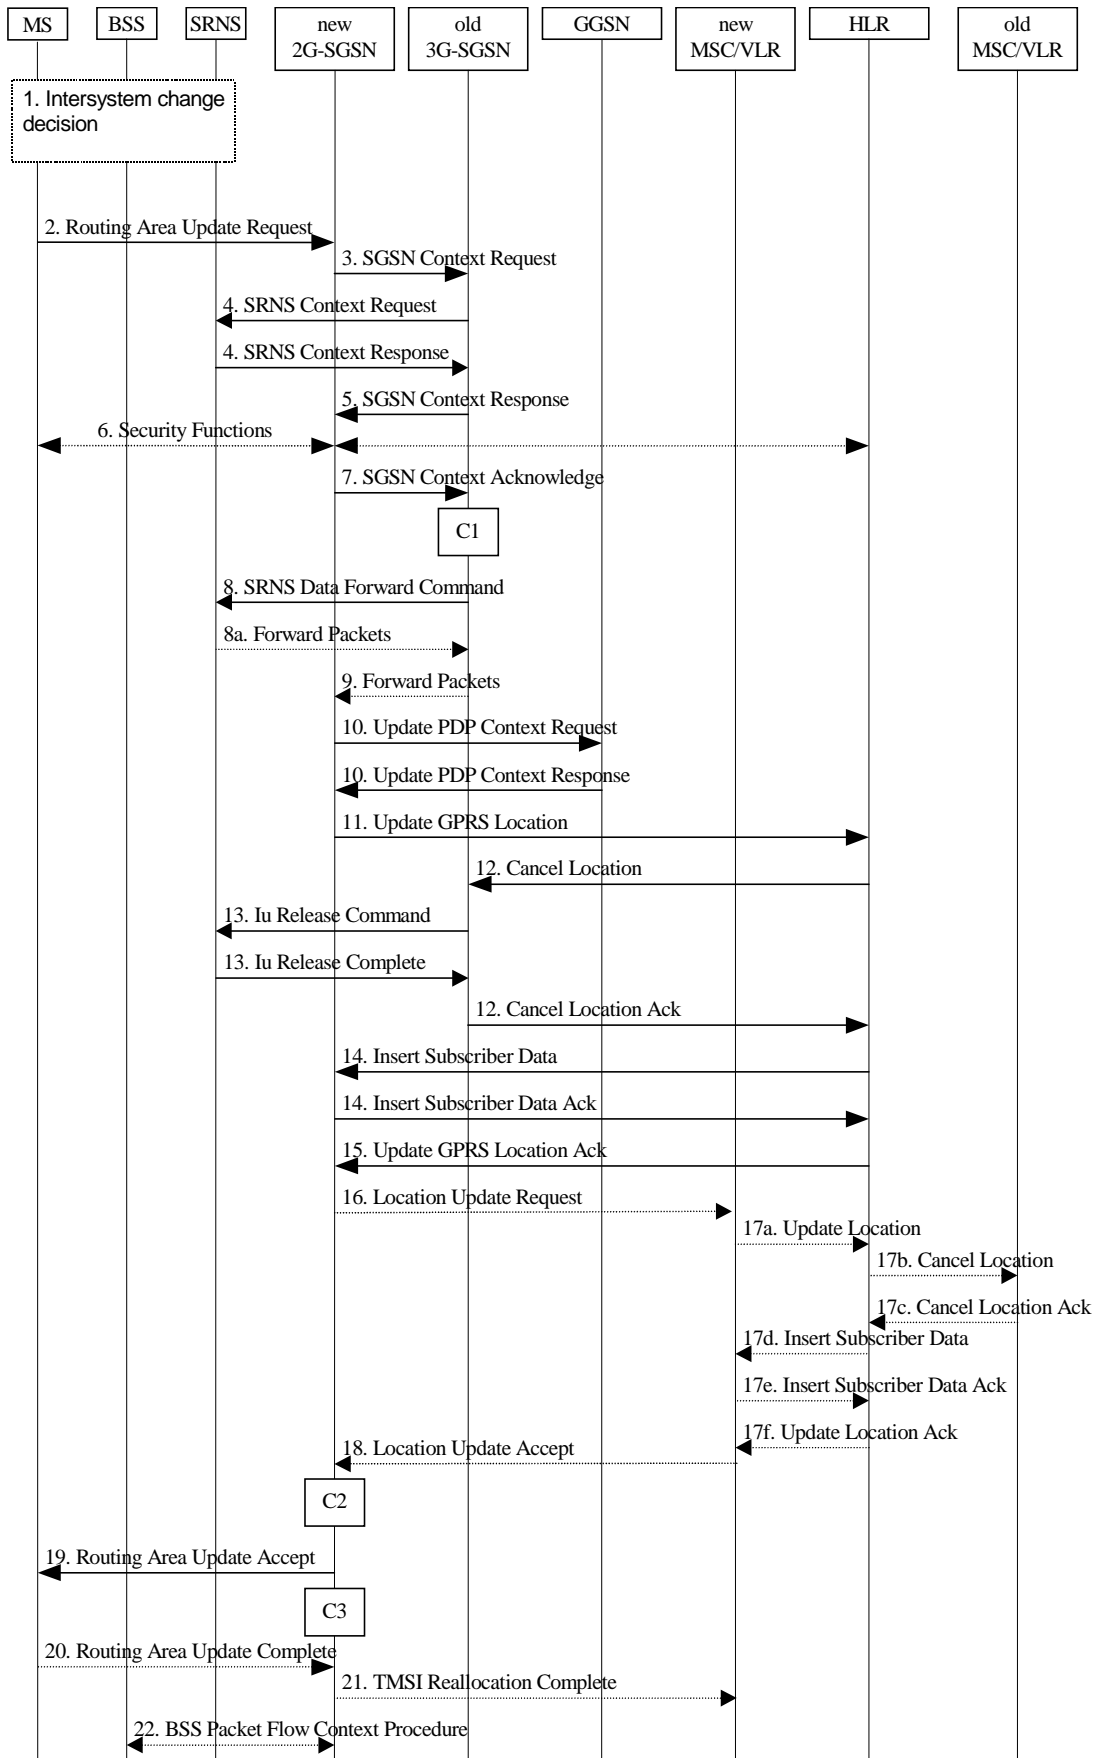 MS
BSS
SRNS
new
2G-SGSN
old
3G-SGSN
GGSN
new
MSC/VLR
HLR
old
MSC/VLR
1. Intersystem change
decision
2. Routing Area Update Request
3. SGSN Context Request
4. SRNS Context Request
4. SRNS Context Response
5. SGSN Context Response
6. Security Functions
7. SGSN Context Acknowledge
C1
8. SRNS Data Forward Command
8a. Forward Packets
9. Forward Packets
10. Update PDP Context Request
10. Update PDP Context Response
11. Update GPRS Location
12. Cancel Location
13. Iu Release Command
13. Iu Release Complete
12. Cancel Location Ack
14. Insert Subscriber Data
14. Insert Subscriber Data Ack
15. Update GPRS Location Ack
16. Location Update Request
17a. Update Location
17b. Cancel Location
17c. Cancel Location Ack
17d. Insert Subscriber Data
17e. Insert Subscriber Data Ack
17f. Update Location Ack
18. Location Update Accept
C2
19. Routing Area Update Accept
C3
20. Routing Area Update Complete
21. TMSI Reallocation Complete
22. BSS Packet Flow Context Procedure